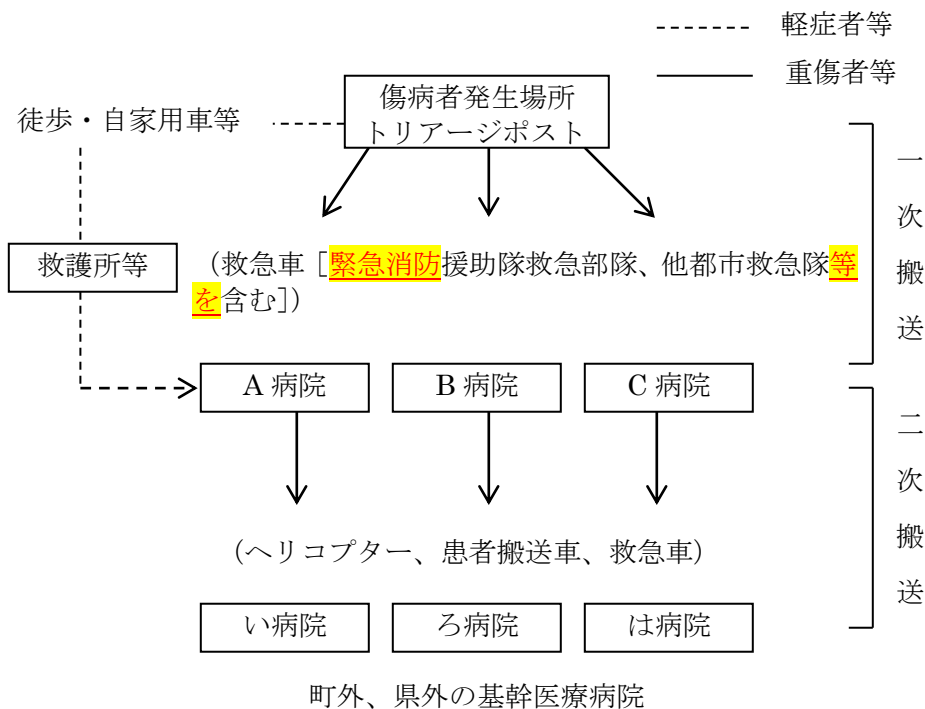 軽症者等
重傷者等
傷病者発生場所
トリアージポスト
徒歩・自家用車等
救護所等
（救急車［緊急消防援助隊救急部隊、他都市救急隊等
を含む］）
一次搬送
A 病院
B 病院
C 病院
（ヘリコプター、患者搬送車、救急車）
二次搬送
い病院
ろ病院
は病院
町外、県外の基幹医療病院